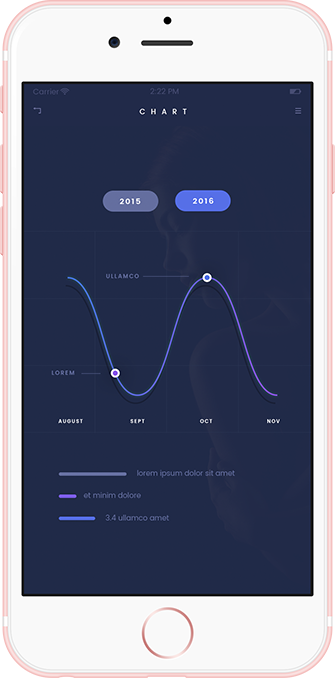 Carrier 2:22 PM
CHART
2015 2016
ULLAMCO
LOREM
AUGUST SEPT OCT NOV
lorem ipsum dolor sit amet
et minim dolore
3.4 ullamco amet